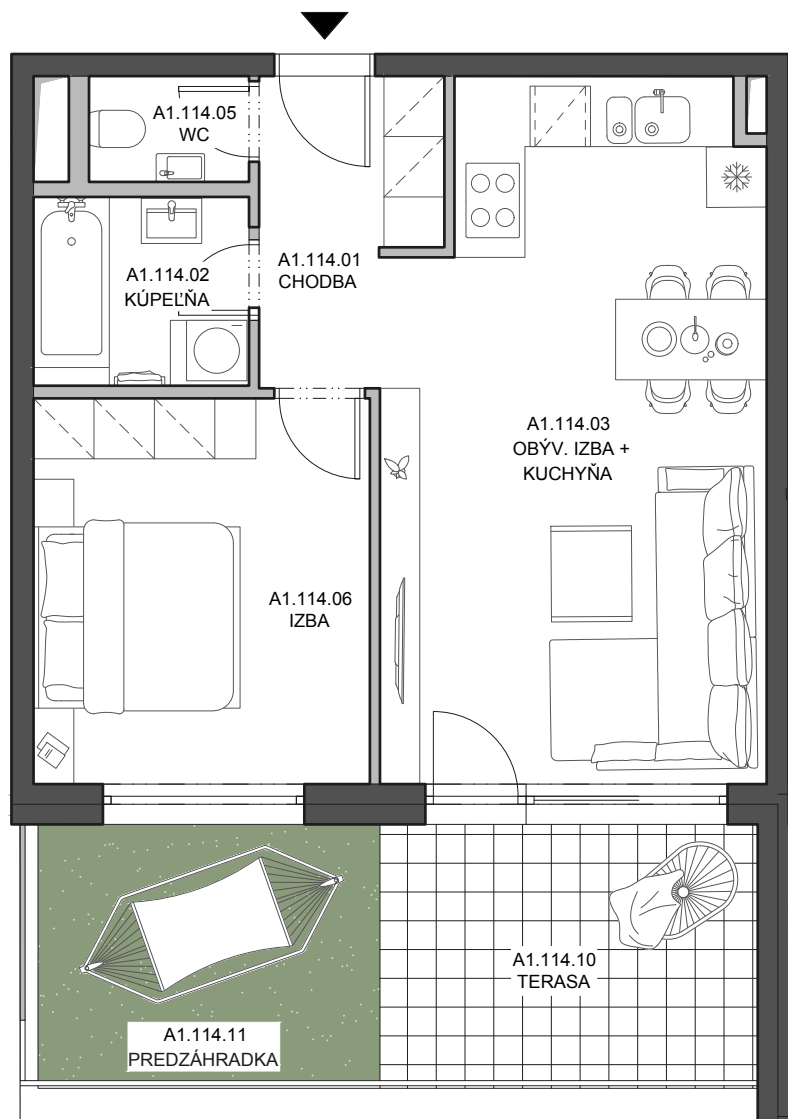 A1.114.05
WC
A1.114.01
CHODBA
A1.114.02
KÚPEĽŇA
A1.114.03
OBÝV. IZBA +
KUCHYŇA
A1.114.06
IZBA
A1.114.10
TERASA
A1.114.11
PREDZÁHRADKA